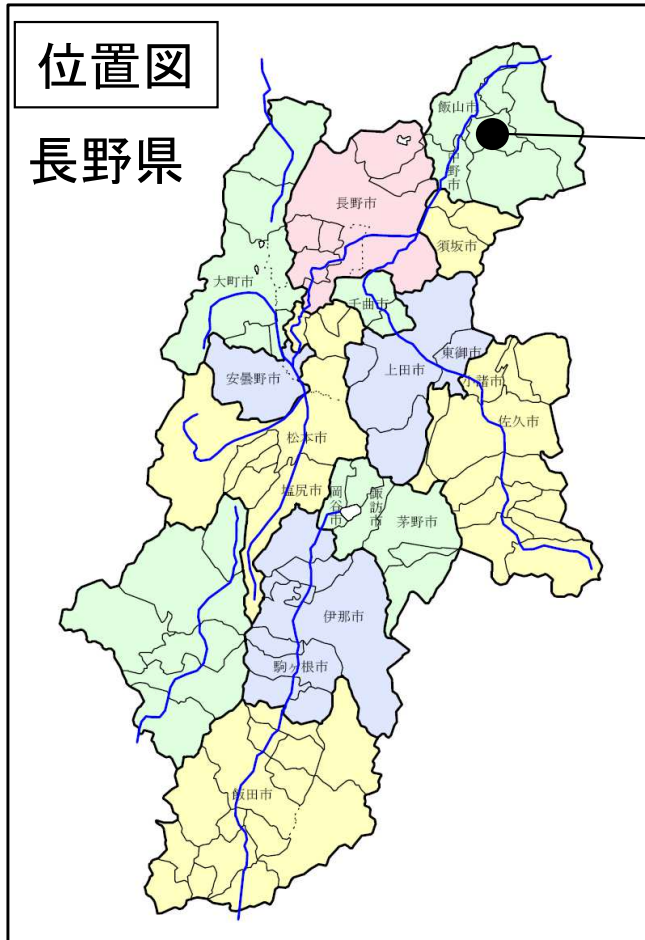 位置図
長野県
飯山市
中野市
長野市
須坂市
大町市
千曲市
東御市
上田市
小諸市
安曇野市
佐久市
松本市
塩尻市
岡谷市
諏訪市
茅野市
伊那市
駒ヶ根市
飯田市